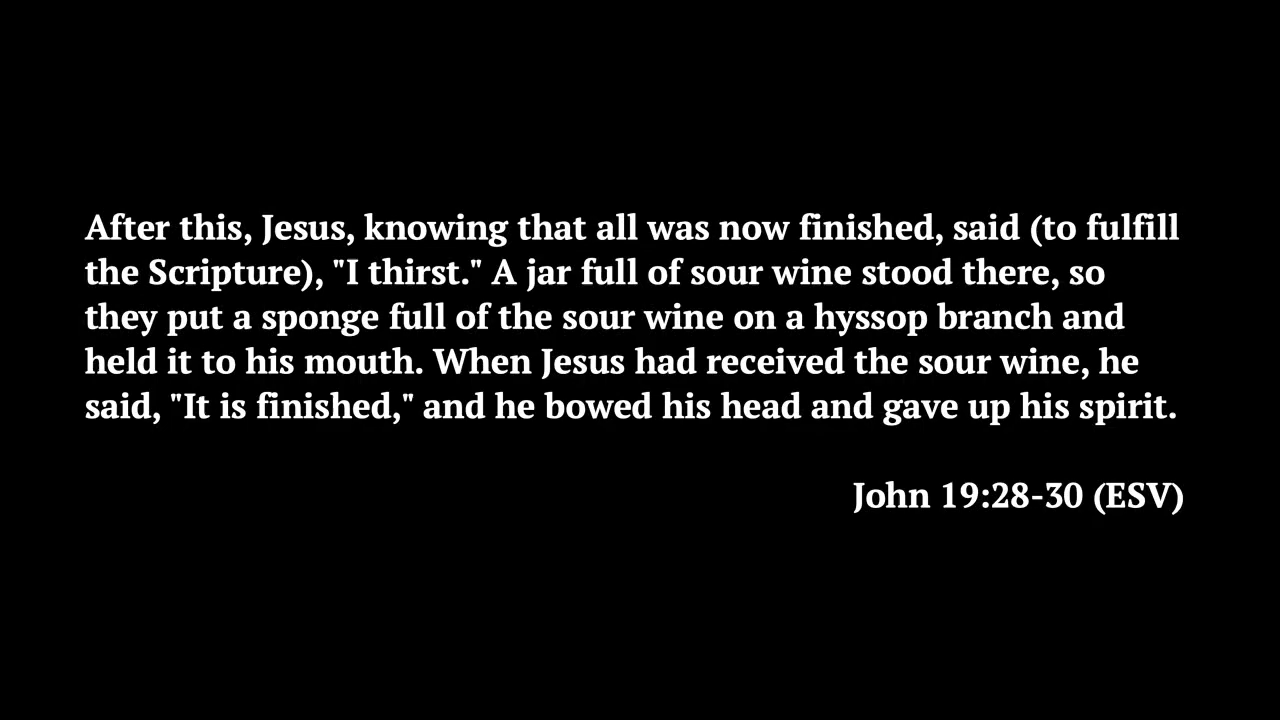 After this, Jesus, knowing that all was now finished, said (to fulfill
the Scripture), "I thirst." A jar full of sour wine stood there, so
they put a sponge full of the sour wine on a hyssop branch and
held it to his mouth. When Jesus had received the sour wine, he
said, "It is finished," and he bowed his head and gave up his spirit.
John 19:28-30 (ESV)